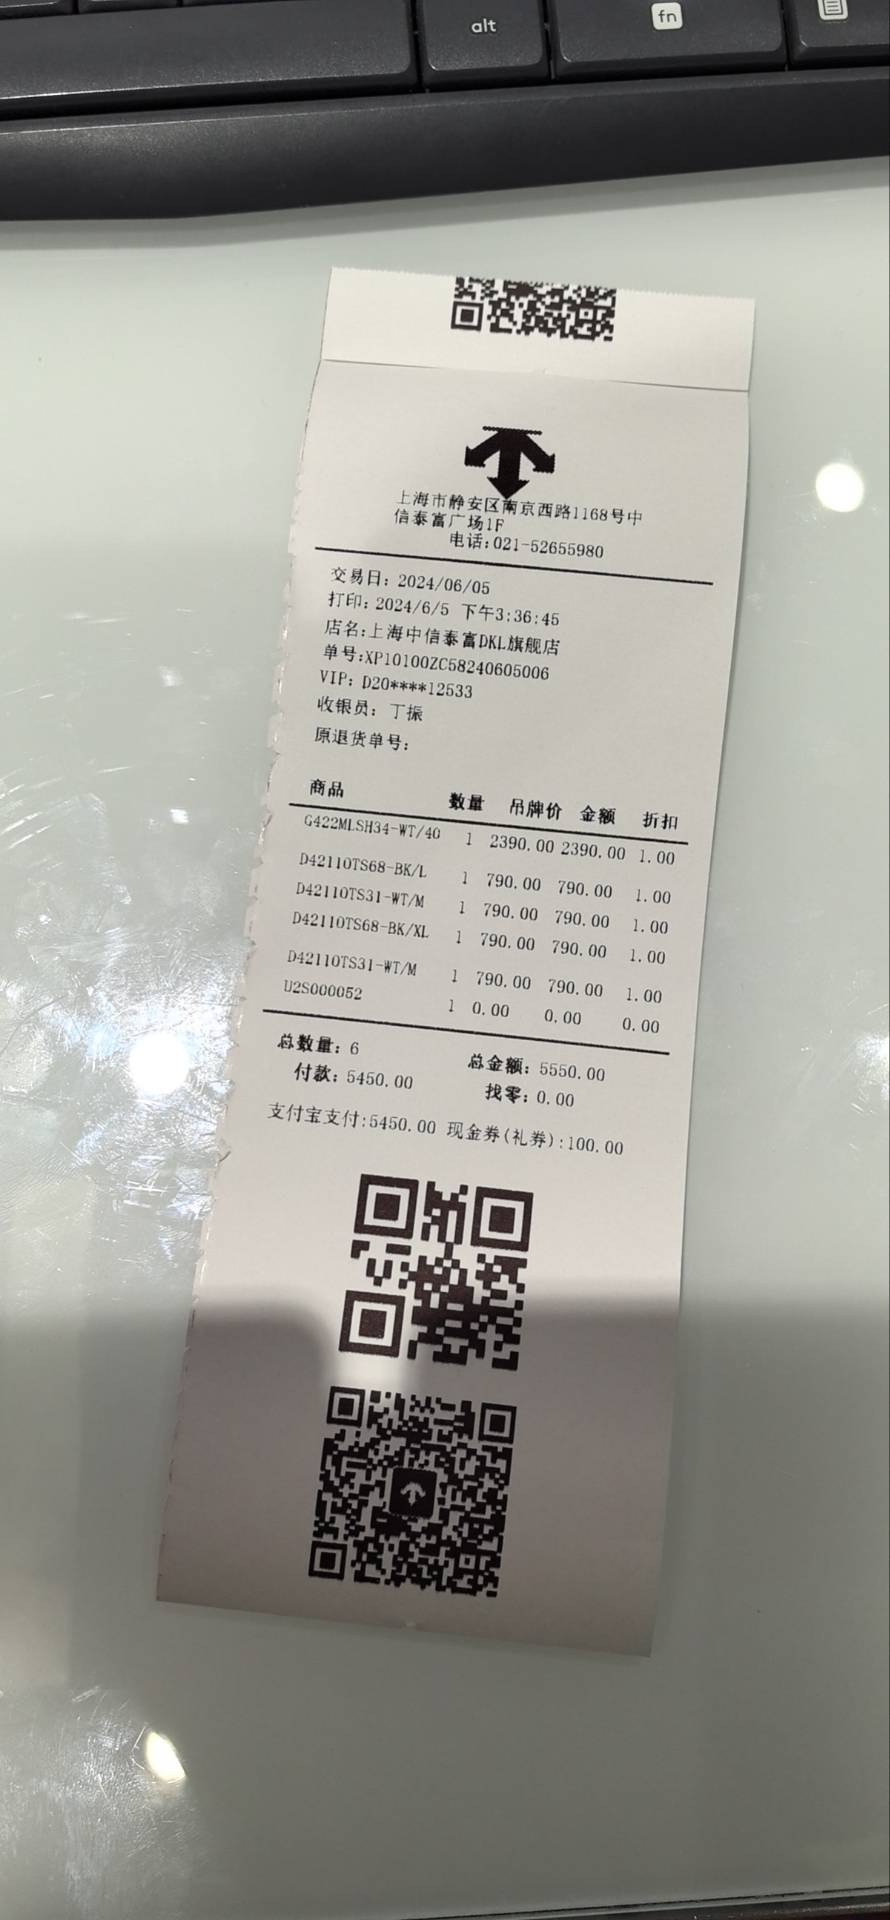 alt
fn
上海市静安区南京西路1168号中
信泰富广场1F
电话:021-52655980
交易日: 2024/06/05
打印: 2024/6/5 下午3:36:45
店名:上海中信泰富DKL旗舰店
单号:XP10100ZC58240605006
VIP: D20****12533
收银员: 丁振
原退货单号:
商品 数量 吊牌价 金额 折扣
G422MLSH34-WT/40 1 2390.00 2390.00 1.00
D42110TS68-BK/L 1 790.00 790.00 1.00
D42110TS31-WT/M 1 790.00 790.00 1.00
D42110TS68-BK/XL 1 790.00 790.00 1.00
D42110TS31-WT/M 1 790.00 790.00 1.00
U2S000052 1 0.00 0.00 0.00
总数量: 6 总金额: 5550.00
付款: 5450.00 找零: 0.00
支付宝支付:5450.00 现金券(礼券):100.00